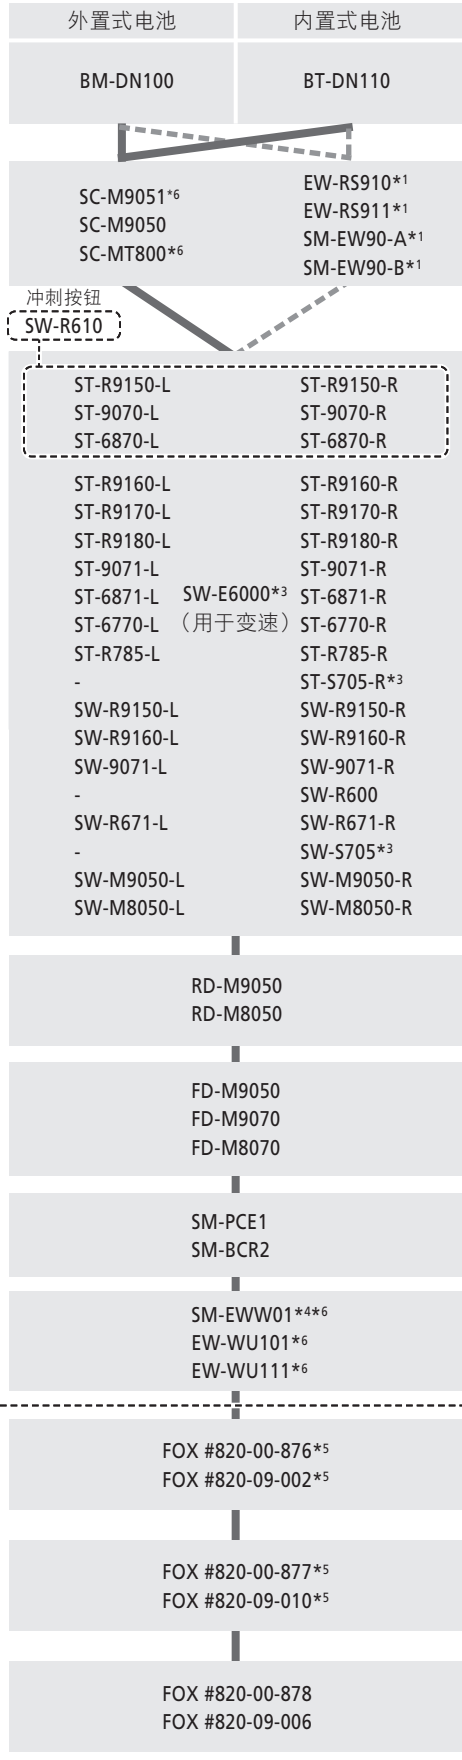 外置式电池 内置式电池
BM-DN100 BT-DN110
SC-M9051*6
SC-M9050
SC-MT800*6
EW-RS910*1
EW-RS911*1
SM-EW90-A*1
SM-EW90-B*1
冲刺按钮
SW-R610
ST-R9150-L ST-R9150-R
ST-9070-L ST-9070-R
ST-6870-L ST-6870-R
ST-R9160-L ST-R9160-R
ST-R9170-L ST-R9170-R
ST-R9180-L ST-R9180-R
ST-9071-L ST-9071-R
ST-6871-L SW-E6000*3 ST-6871-R
ST-6770-L （用于变速） ST-6770-R
ST-R785-L ST-R785-R
- ST-S705-R*3
SW-R9150-L SW-R9150-R
SW-R9160-L SW-R9160-R
SW-9071-L SW-9071-R
- SW-R600
SW-R671-L SW-R671-R
- SW-S705*3
SW-M9050-L SW-M9050-R
SW-M8050-L SW-M8050-R
RD-M9050
RD-M8050
FD-M9050
FD-M9070
FD-M8070
SM-PCE1
SM-BCR2
SM-EWW01*4*6
EW-WU101*6
EW-WU111*6
FOX #820-00-876*5
FOX #820-09-002*5
FOX #820-00-877*5
FOX #820-09-010*5
FOX #820-00-878
FOX #820-09-006